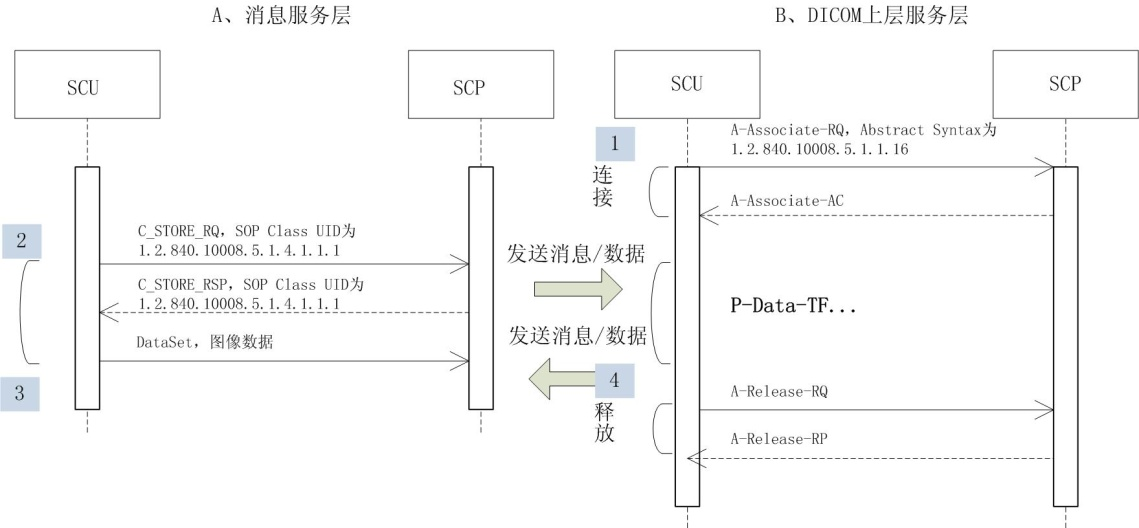 A、消息服务层
B、DICOM上层服务层
SCU
SCP
SCU
SCP
1
连接
A-Associate-RQ，Abstract Syntax为
1.2.840.10008.5.1.1.16
A-Associate-AC
2
C_STORE_RQ，SOP Class UID为
1.2.840.10008.5.1.4.1.1.1
C_STORE_RSP，SOP Class UID为
1.2.840.10008.5.1.4.1.1.1
DataSet，图像数据
3
发送消息/数据
发送消息/数据
P-Data-TF...
4
释放
A-Release-RQ
A-Release-RP